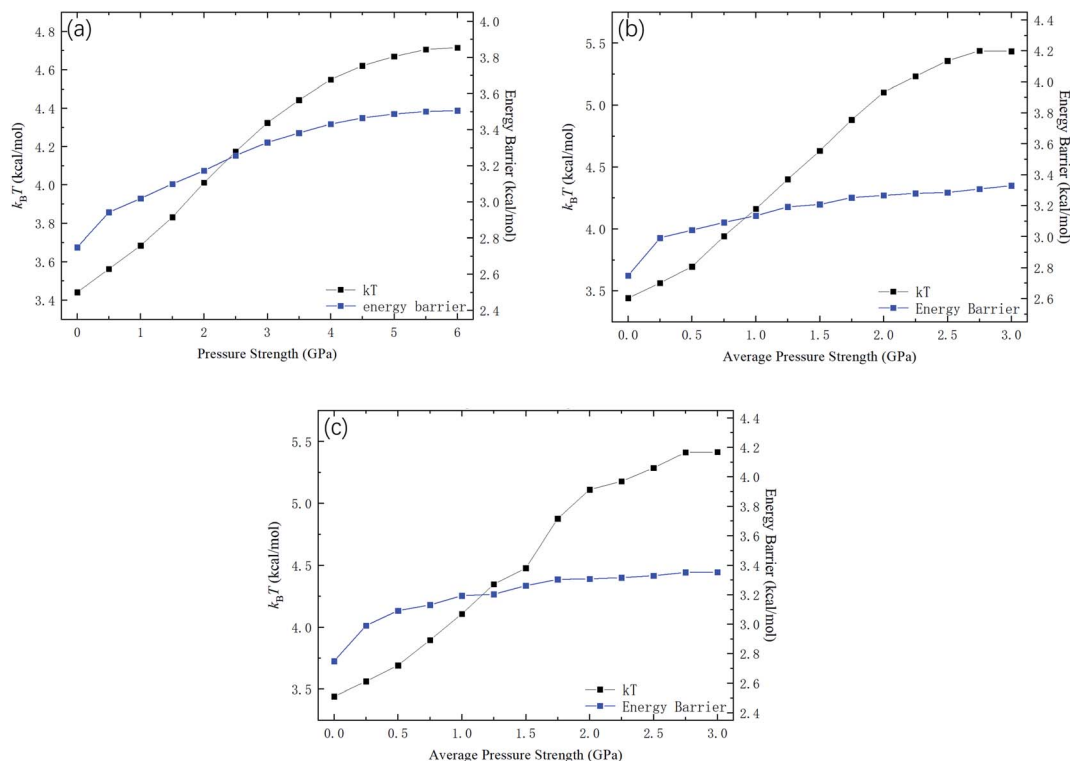 (a)
4.8
4.6
4.4
4.2
4.0
3.8
3.6
3.4
kBT (kcal/mol)
4.0
3.8
3.6
3.4
3.2
3.0
2.8
2.6
2.4
Energy Barrier (kcal/mol)
kT
energy barrier
0 1 2 3 4 5 6
Pressure Strength (GPa)
(b)
5.5
5.0
4.5
4.0
3.5
kBT (kcal/mol)
4.4
4.2
4.0
3.8
3.6
3.4
3.2
3.0
2.8
2.6
Energy Barrier (kcal/mol)
kT
Energy Barrier
0.0 0.5 1.0 1.5 2.0 2.5 3.0
Average Pressure Strength (GPa)
(c)
5.5
5.0
4.5
4.0
3.5
kBT (kcal/mol)
4.4
4.2
4.0
3.8
3.6
3.4
3.2
3.0
2.8
2.6
2.4
Energy Barrier (kcal/mol)
kT
Energy Barrier
0.0 0.5 1.0 1.5 2.0 2.5 3.0
Average Pressure Strength (GPa)